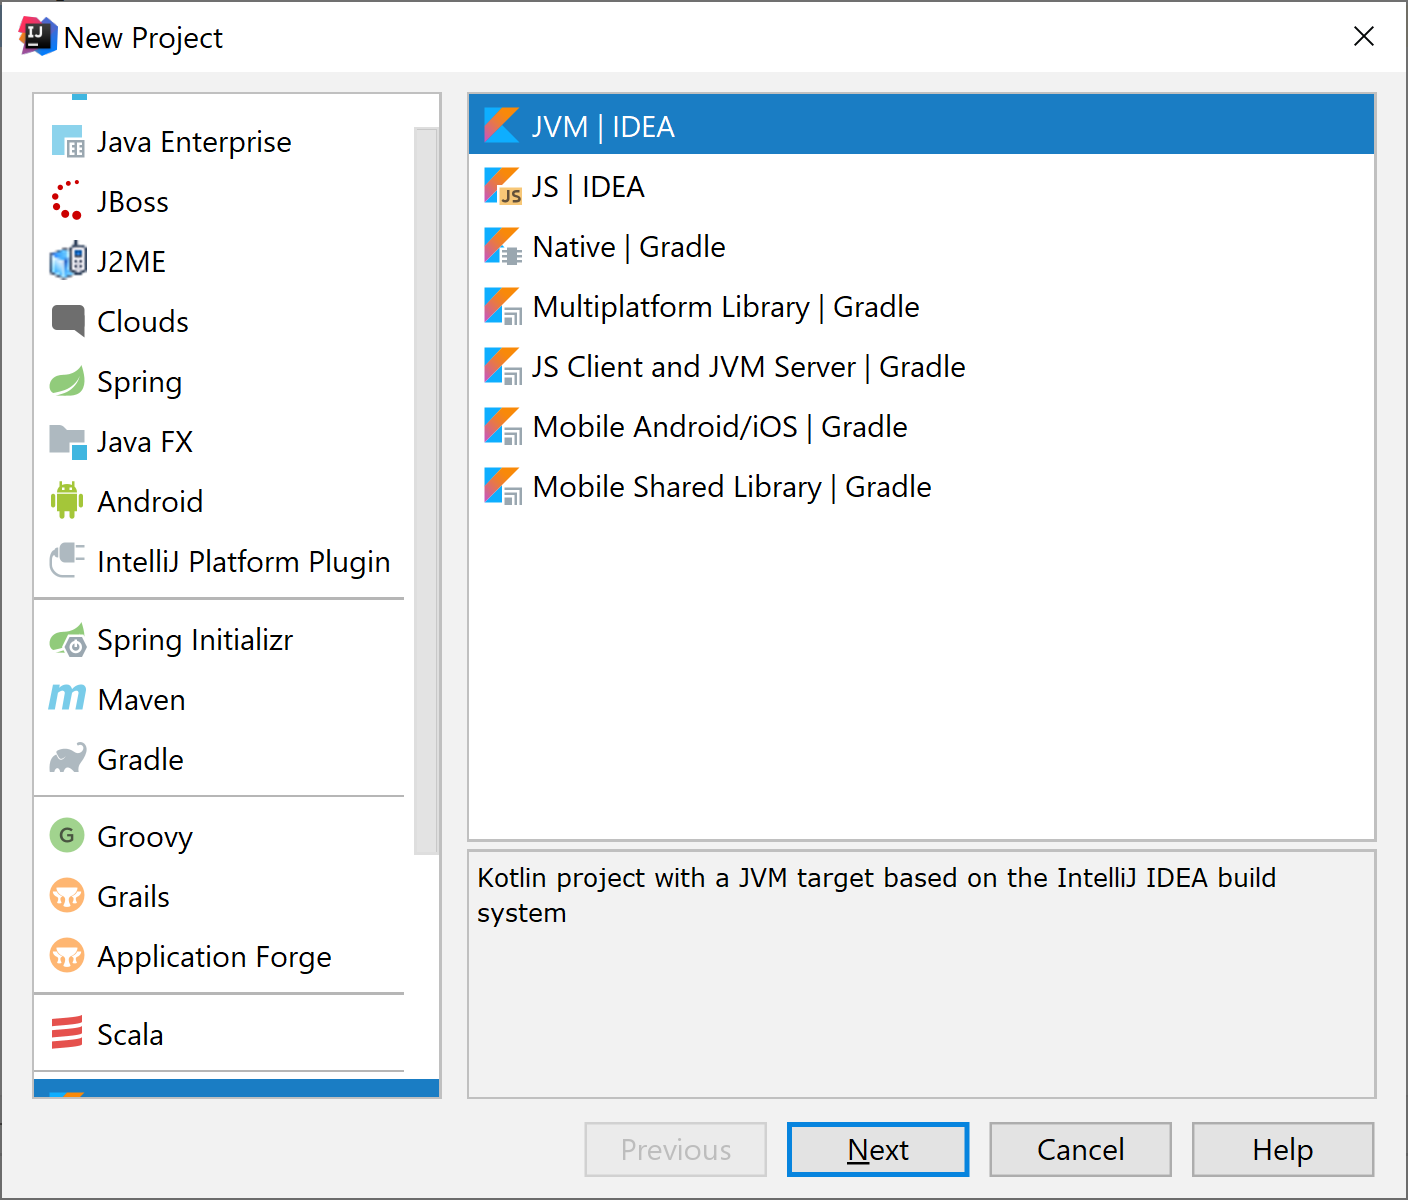 New Project
Java Enterprise
JBoss
J2ME
Clouds
Spring
Java FX
Android
IntelliJ Platform Plugin
Spring Initializr
Maven
Gradle
Groovy
Grails
Application Forge
Scala
JVM | IDEA
JS | IDEA
Native | Gradle
Multiplatform Library | Gradle
JS Client and JVM Server | Gradle
Mobile Android/iOS | Gradle
Mobile Shared Library | Gradle
Kotlin project with a JVM target based on the IntelliJ IDEA build
system
Previous
Next
Cancel
Help